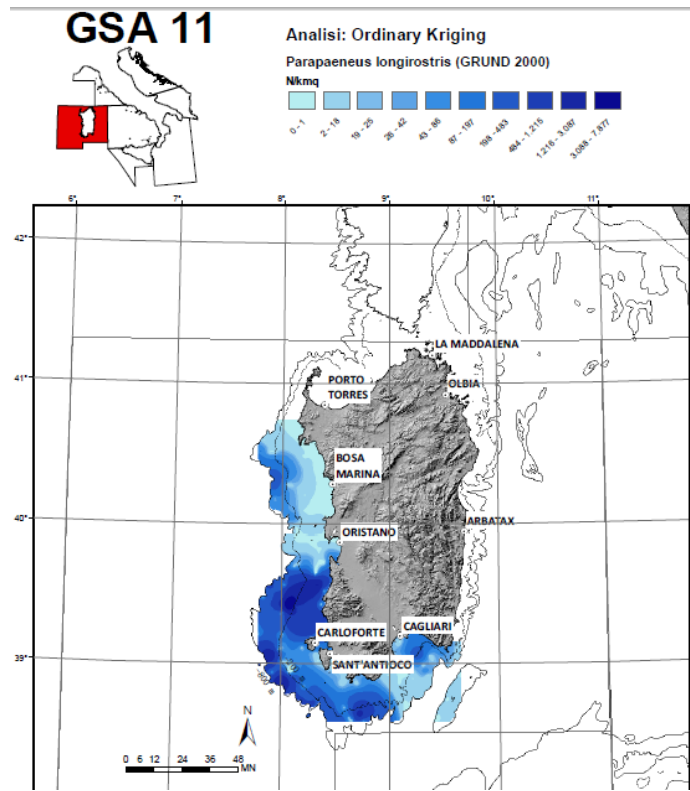 GSA 11
Analisi: Ordinary Kriging
Parapaeneus longirostris (GRUND 2000)
N/kmq
0 - 1
2 - 18
19 - 25
26 - 42
43 - 86
87 - 197
198 - 483
484 - 1.215
1.216 - 3.087
3.088 - 7.877
6°
7°
8°
9°
10°
11°
42°
41°
40°
39°
LA MADDALENA
OLBIA
PORTO
TORRES
BOSA
MARINA
ARBATAX
ORISTANO
CAGLIARI
CARLOFORTE
SANT'ANTIOCO
- 200 m
- 800 m
N
0 6 12 24 36 48
MN